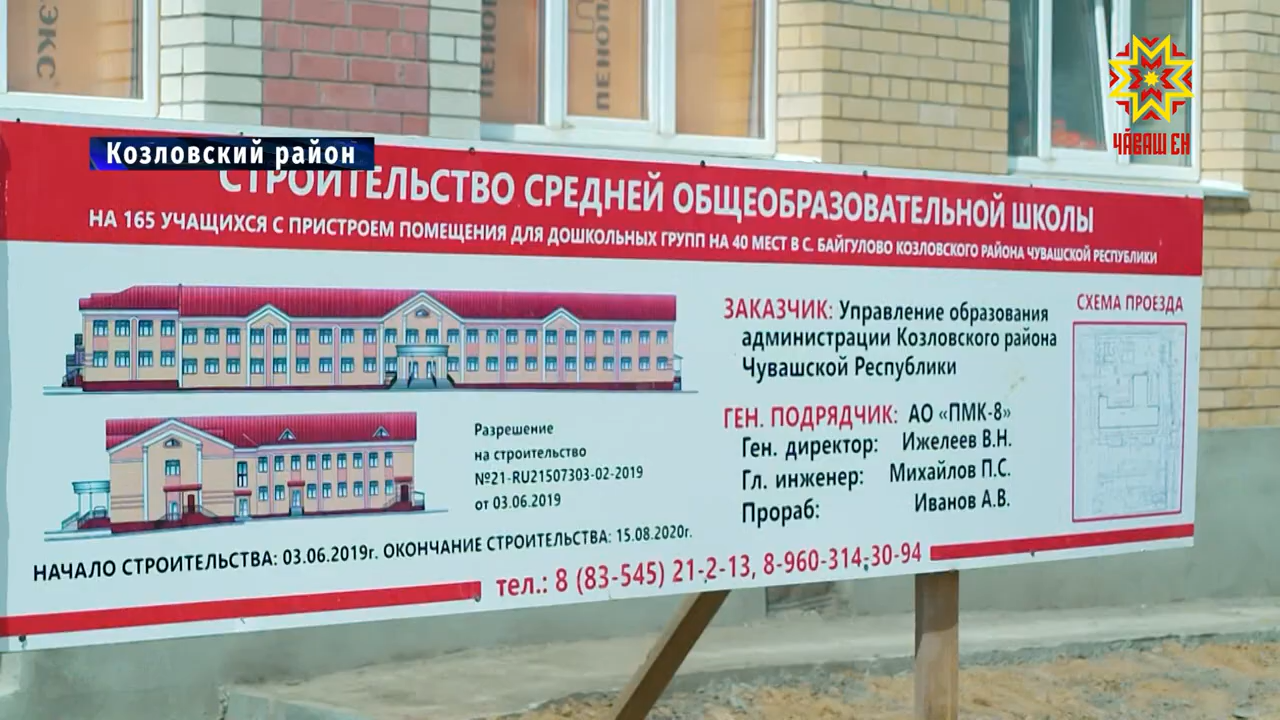 ЭКС
ПЕНОП
ПЕНОПЛ
ЧӐВАШ ЕН
Козловский район
СТРОИТЕЛЬСТВО СРЕДНЕЙ ОБЩЕОБРАЗОВАТЕЛЬНОЙ ШКОЛЫ
НА 165 УЧАЩИХСЯ С ПРИСТРОЕМ ПОМЕЩЕНИЯ ДЛЯ ДОШКОЛЬНЫХ ГРУПП НА 40 МЕСТ В С. БАЙГУЛОВО КОЗЛОВСКОГО РАЙОНА ЧУВАШСКОЙ РЕСПУБЛИКИ
ЗАКАЗЧИК: Управление образования
администрации Козловского района
Чувашской Республики
СХЕМА ПРОЕЗДА
ГЕН. ПОДРЯДЧИК: АО «ПМК-8»
Ген. директор: Ижелеев В.Н.
Гл. инженер: Михайлов П.С.
Прораб: Иванов А.В.
Разрешение
на строительство
№21-RU21507303-02-2019
от 03.06.2019
НАЧАЛО СТРОИТЕЛЬСТВА: 03.06.2019г. ОКОНЧАНИЕ СТРОИТЕЛЬСТВА: 15.08.2020г.
тел.: 8 (83-545) 21-2-13, 8-960-314-30-94